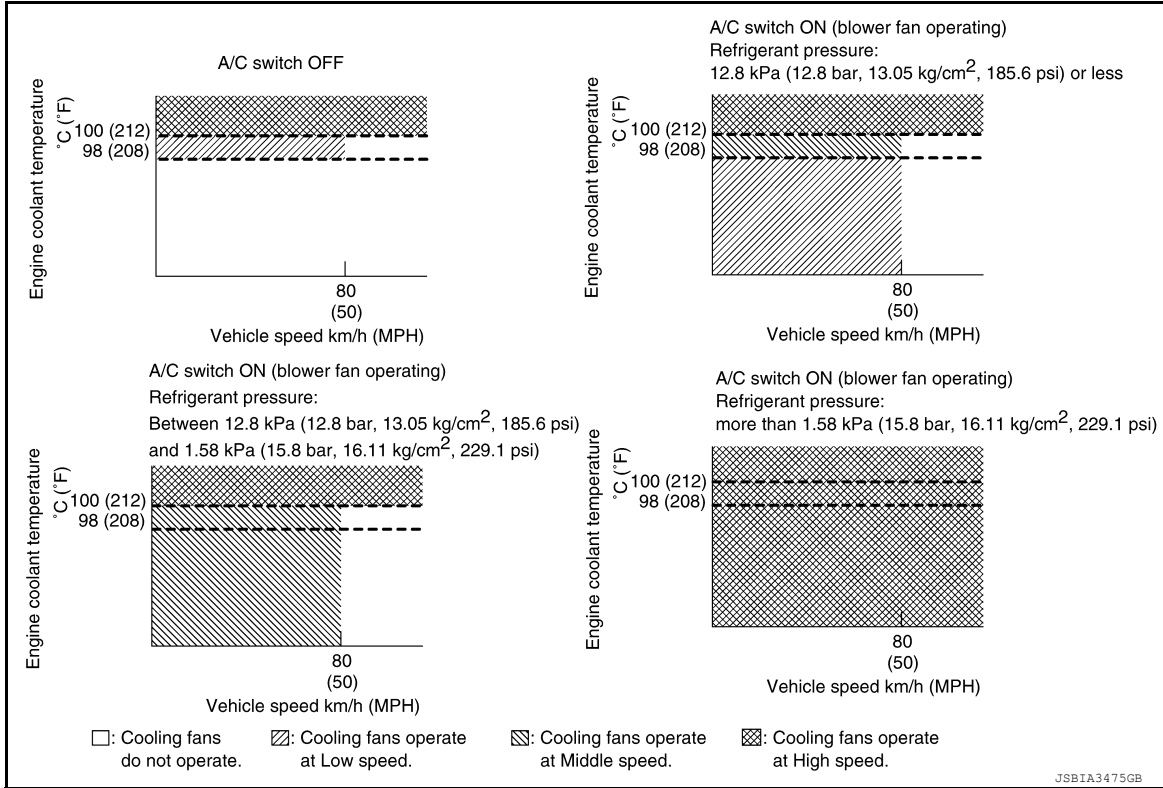 A/C switch OFF
Engine coolant temperature
°C (°F)
100 (212)
98 (208)
80
(50)
Vehicle speed km/h (MPH)
A/C switch ON (blower fan operating)
Refrigerant pressure:
12.8 kPa (12.8 bar, 13.05 kg/cm2, 185.6 psi) or less
Engine coolant temperature
°C (°F)
100 (212)
98 (208)
80
(50)
Vehicle speed km/h (MPH)
A/C switch ON (blower fan operating)
Refrigerant pressure:
Between 12.8 kPa (12.8 bar, 13.05 kg/cm2, 185.6 psi)
and 1.58 kPa (15.8 bar, 16.11 kg/cm2, 229.1 psi)
Engine coolant temperature
°C (°F)
100 (212)
98 (208)
80
(50)
Vehicle speed km/h (MPH)
A/C switch ON (blower fan operating)
Refrigerant pressure:
more than 1.58 kPa (15.8 bar, 16.11 kg/cm2, 229.1 psi)
Engine coolant temperature
°C (°F)
100 (212)
98 (208)
80
(50)
Vehicle speed km/h (MPH)
: Cooling fans
do not operate.
: Cooling fans operate
at Low speed.
: Cooling fans operate
at Middle speed.
: Cooling fans operate
at High speed.
JSBIA3475GB